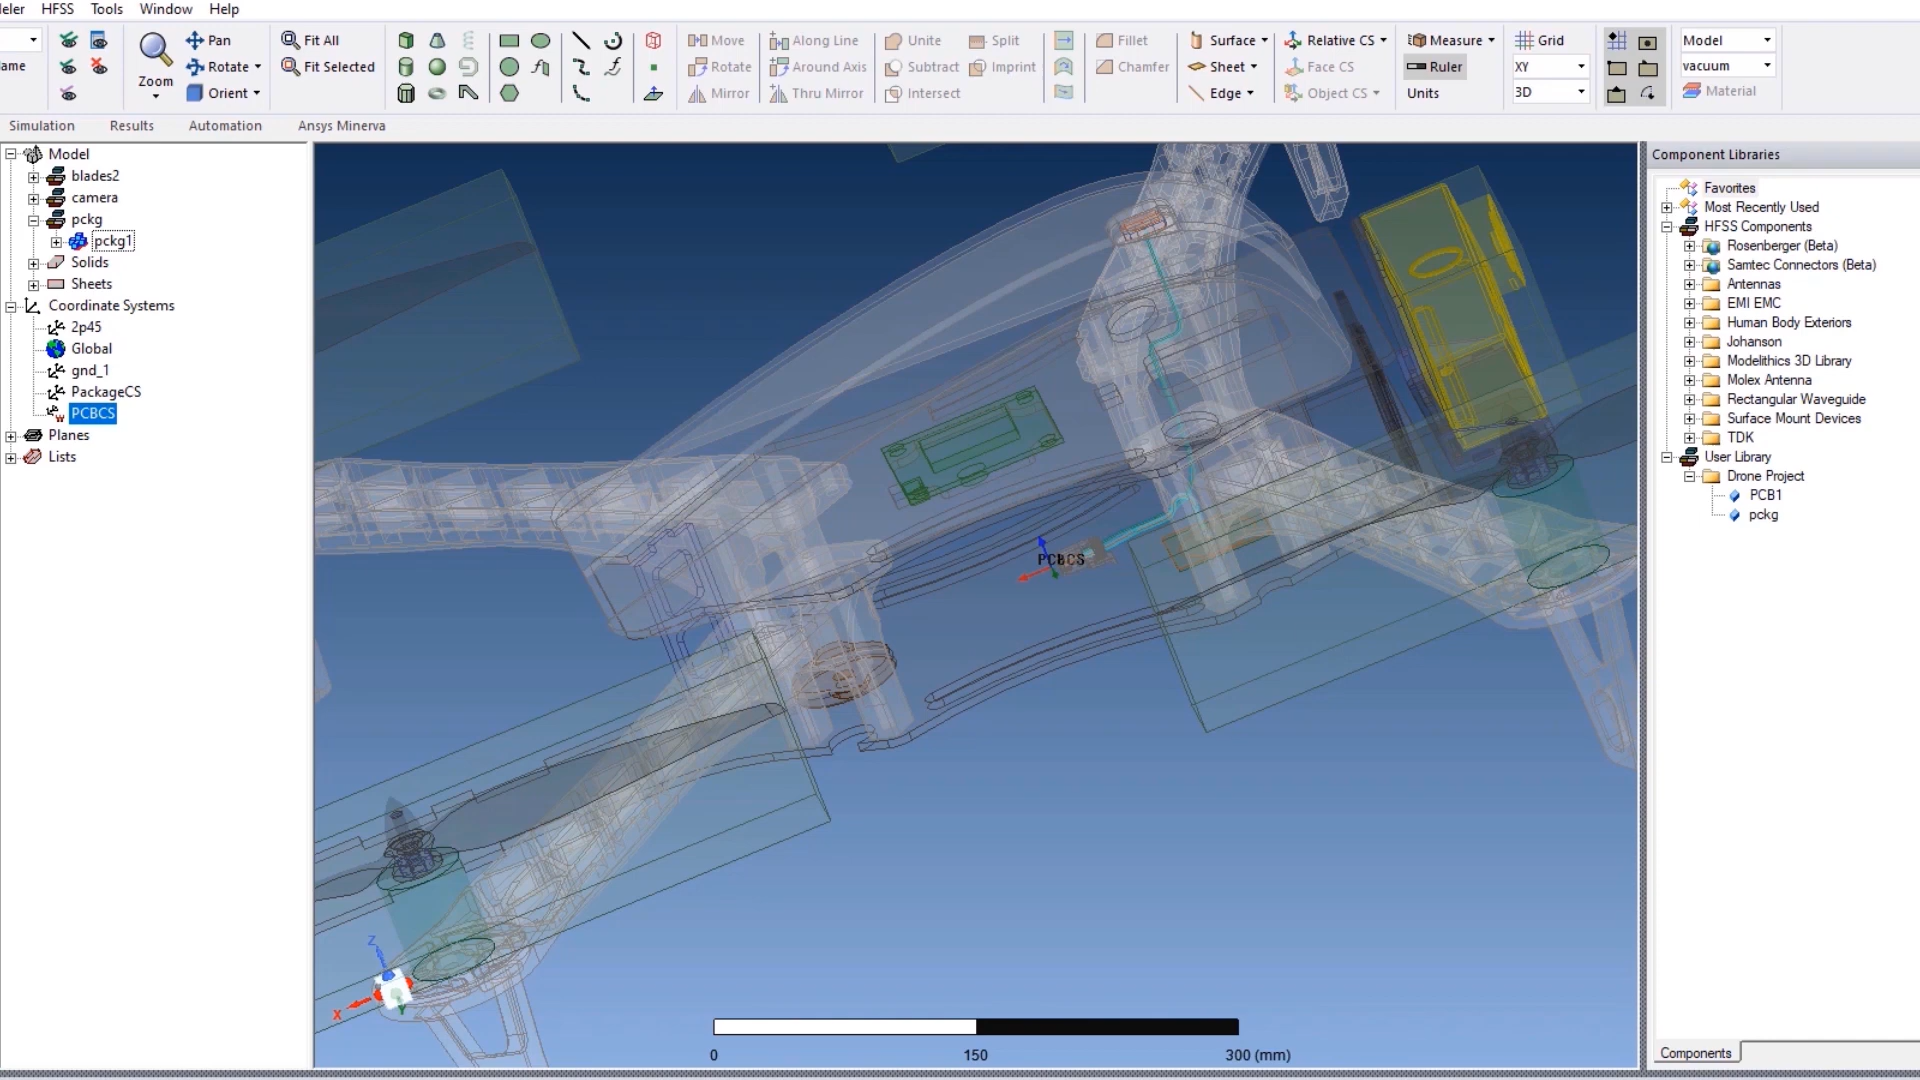 eler HFSS Tools Window Help
ame
Zoom
Pan
Rotate
Orient
Fit All
Fit Selected
Move
Rotate
Mirror
Along Line
Around Axis
Thru Mirror
Unite
Subtract
Intersect
Split
Imprint
Fillet
Chamfer
Surface
Sheet
Edge
Relative CS
Face CS
Object CS
Measure
Ruler
Units
Grid
XY
3D
Model
vacuum
Material
Simulation Results Automation Ansys Minerva
Model
blades2
camera
pckg
pckg1
Solids
Sheets
Coordinate Systems
2p45
Global
gnd_1
PackageCS
PCBCS
Planes
Lists
PCBCS
Z
X
Y
0 150 300 (mm)
Component Libraries
Favorites
Most Recently Used
HFSS Components
Rosenberger (Beta)
Samtec Connectors (Beta)
Antennas
EMI EMC
Human Body Exteriors
Johanson
Modelithics 3D Library
Molex Antenna
Rectangular Waveguide
Surface Mount Devices
TDK
User Library
Drone Project
PCB1
pckg
Components